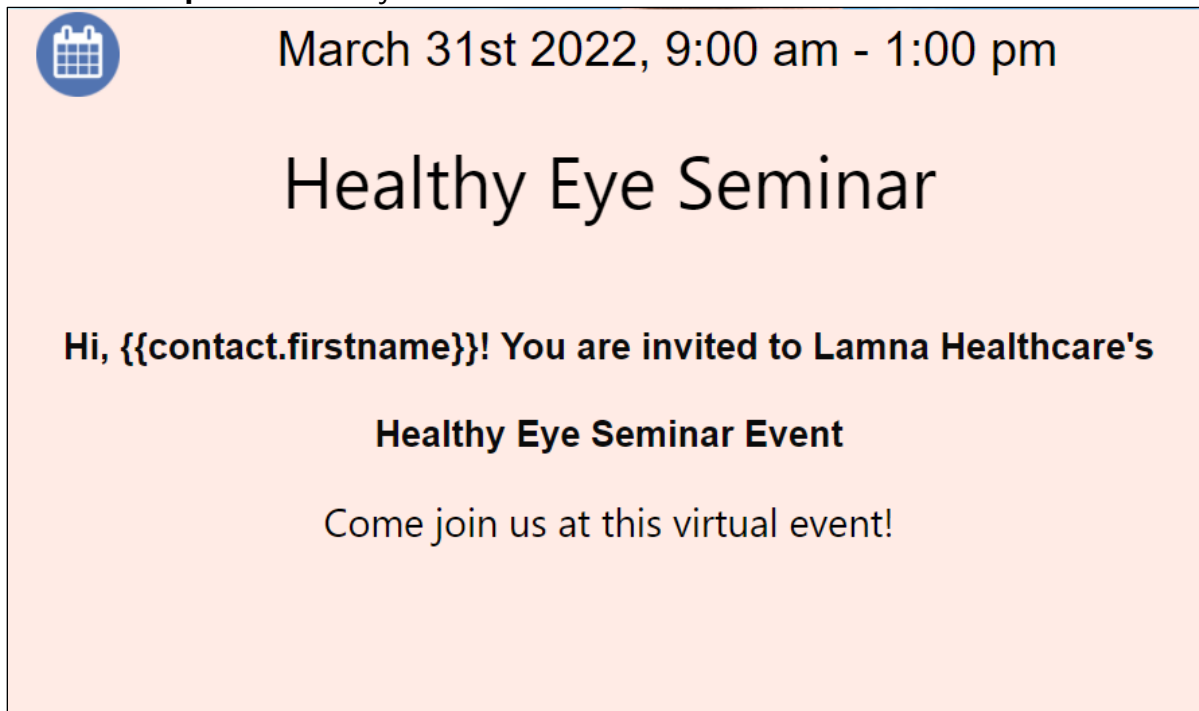 March 31st 2022, 9:00 am - 1:00 pm
Healthy Eye Seminar
Hi, {{contact.firstname}}! You are invited to Lamna Healthcare's
Healthy Eye Seminar Event
Come join us at this virtual event!